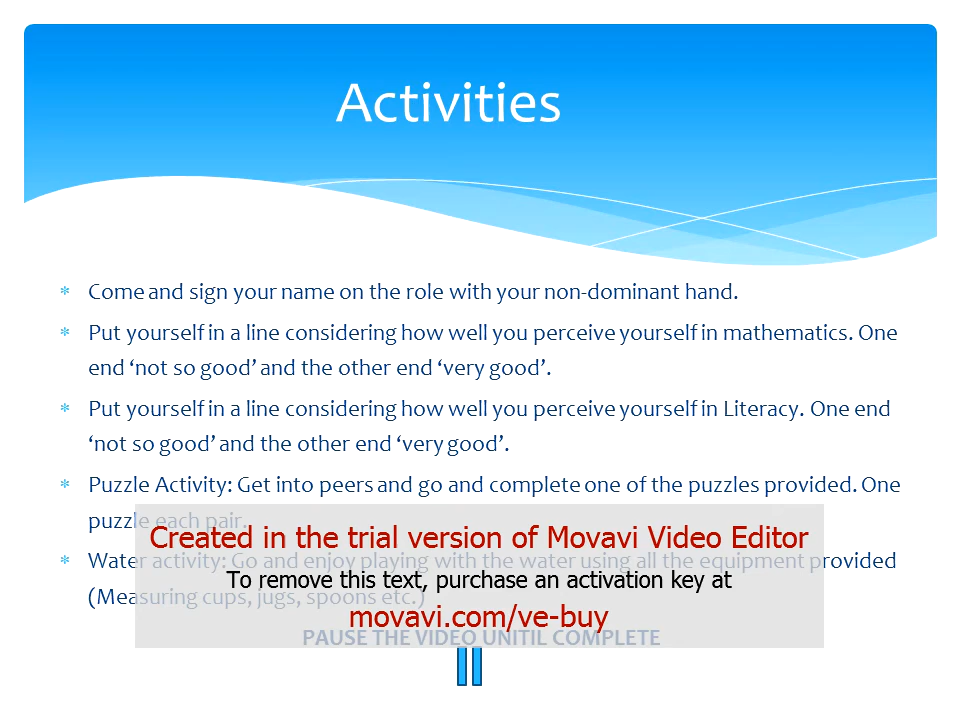 Activities
Come and sign your name on the role with your non-dominant hand.
Put yourself in a line considering how well you perceive yourself in mathematics. One
end ‘not so good’ and the other end ‘very good’.
Put yourself in a line considering how well you perceive yourself in Literacy. One end
‘not so good’ and the other end ‘very good’.
Puzzle Activity: Get into peers and go and complete one of the puzzles provided. One
puzzle each pair.
Created in the trial version of Movavi Video Editor
Water activity: Go and enjoy playing with the water using all the equipment provided
To remove this text, purchase an activation key at
(Measuring cups, jugs, spoons etc.)
movavi.com/ve-buy
PAUSE THE VIDEO UNITIL COMPLETE